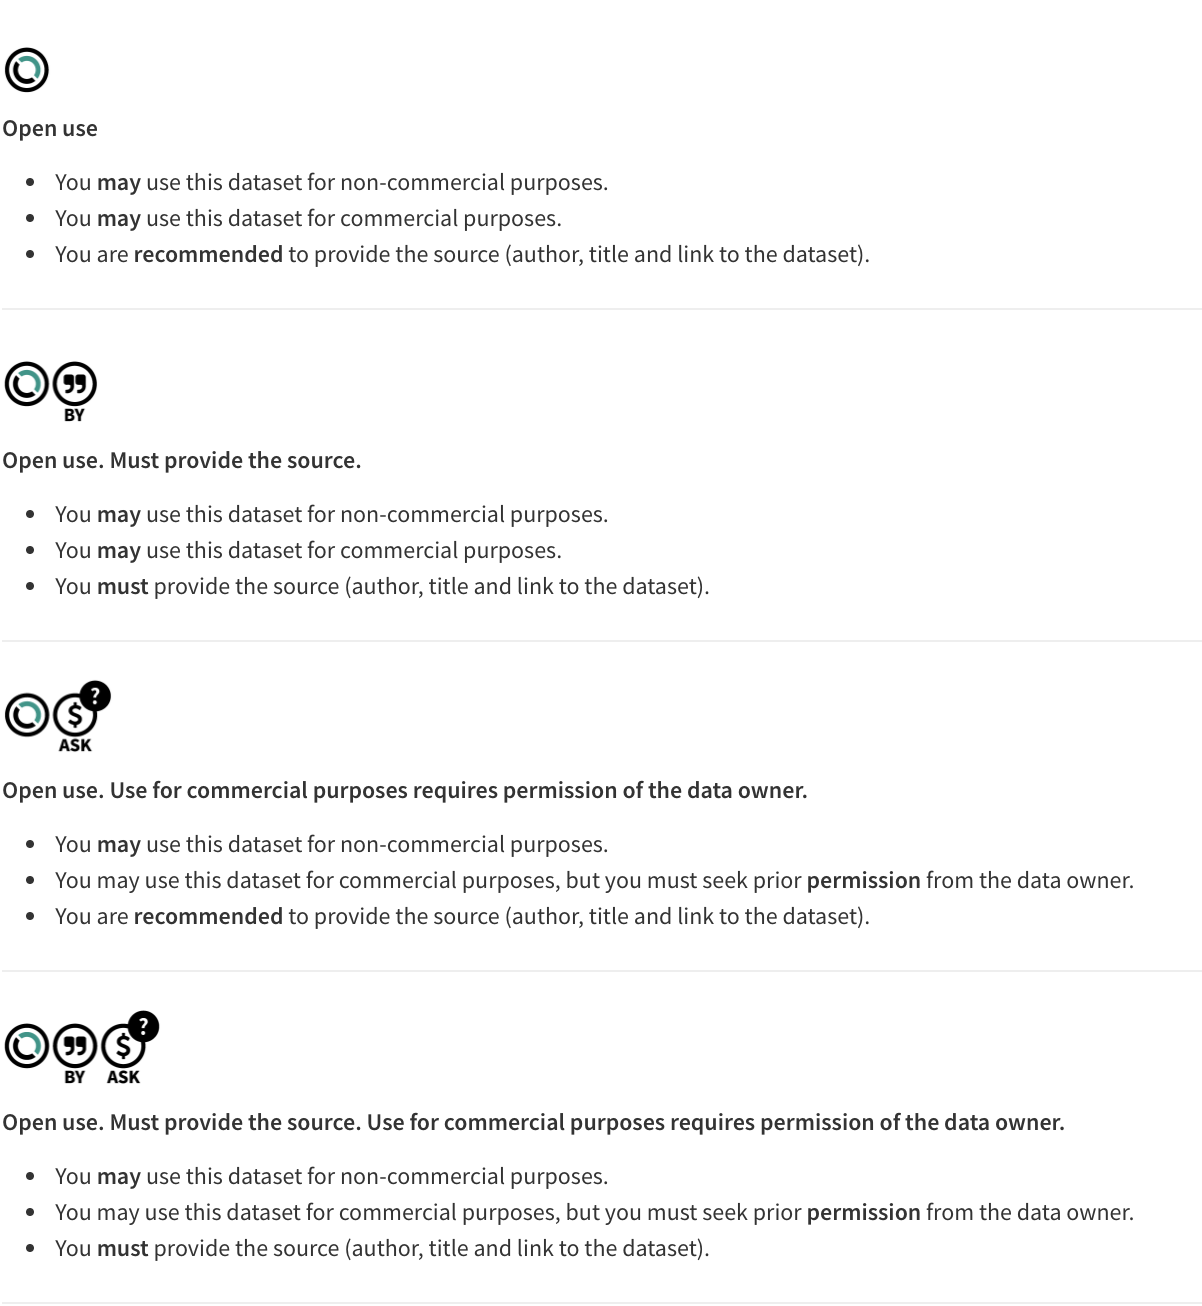 Open use
You may use this dataset for non-commercial purposes.
You may use this dataset for commercial purposes.
You are recommended to provide the source (author, title and link to the dataset).
BY
Open use. Must provide the source.
You may use this dataset for non-commercial purposes.
You may use this dataset for commercial purposes.
You must provide the source (author, title and link to the dataset).
$ ?
ASK
Open use. Use for commercial purposes requires permission of the data owner.
You may use this dataset for non-commercial purposes.
You may use this dataset for commercial purposes, but you must seek prior permission from the data owner.
You are recommended to provide the source (author, title and link to the dataset).
$ ?
BY ASK
Open use. Must provide the source. Use for commercial purposes requires permission of the data owner.
You may use this dataset for non-commercial purposes.
You may use this dataset for commercial purposes, but you must seek prior permission from the data owner.
You must provide the source (author, title and link to the dataset).